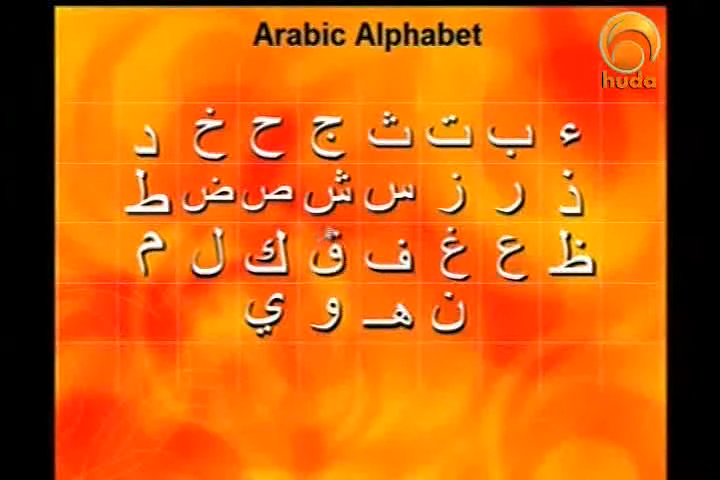 Arabic Alphabet
huda
ء ب ت ث ج ح خ د
ذ ر ز س ش ص ض ط
ظ ع غ ف ق ك ل م
ن هـ و ي